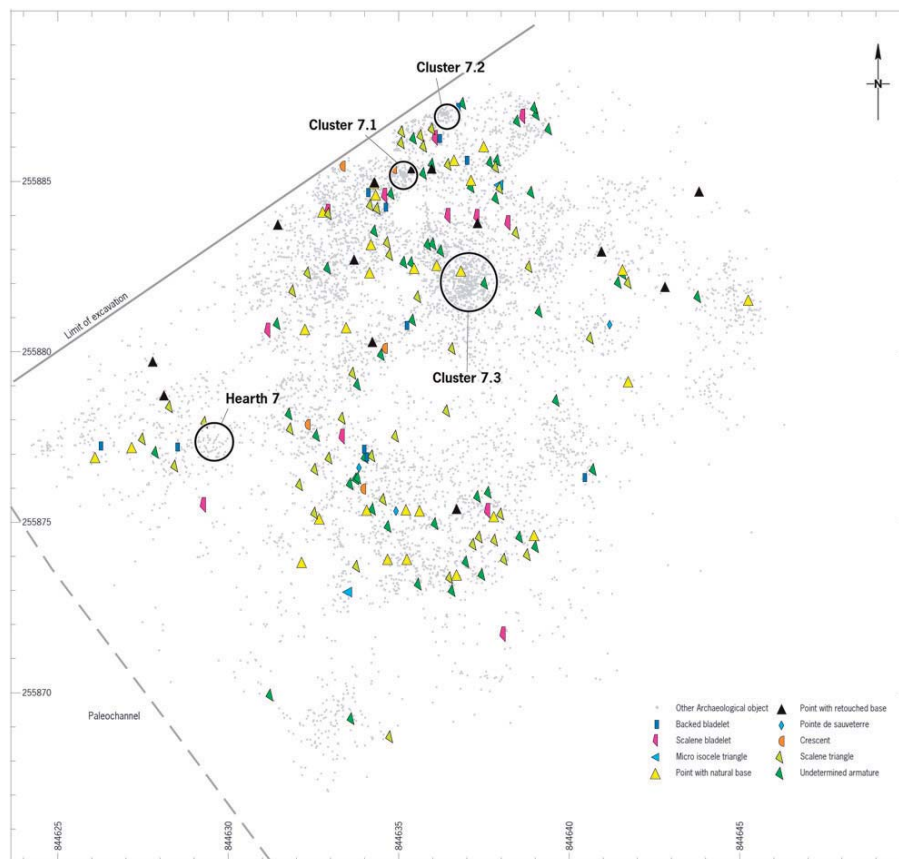 Cluster 7.2
N
Cluster 7.1
255885
Limit of excavation
255880
Cluster 7.3
Hearth 7
255875
255870
Paleochannel
Other Archaeological object
Backed bladelet
Scalene bladelet
Micro isocele triangle
Point with natural base
Point with retouched base
Pointe de sauveterre
Crescent
Scalene triangle
Undetermined armature
844625
844630
844635
844640
844645